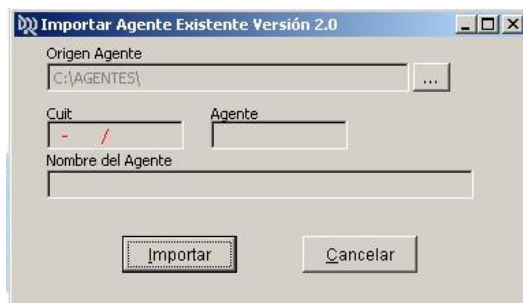 Importar Agente Existente Versión 2.0
Origen Agente
C:\AGENTES\
...
Cuit Agente
- /
Nombre del Agente
Importar Cancelar